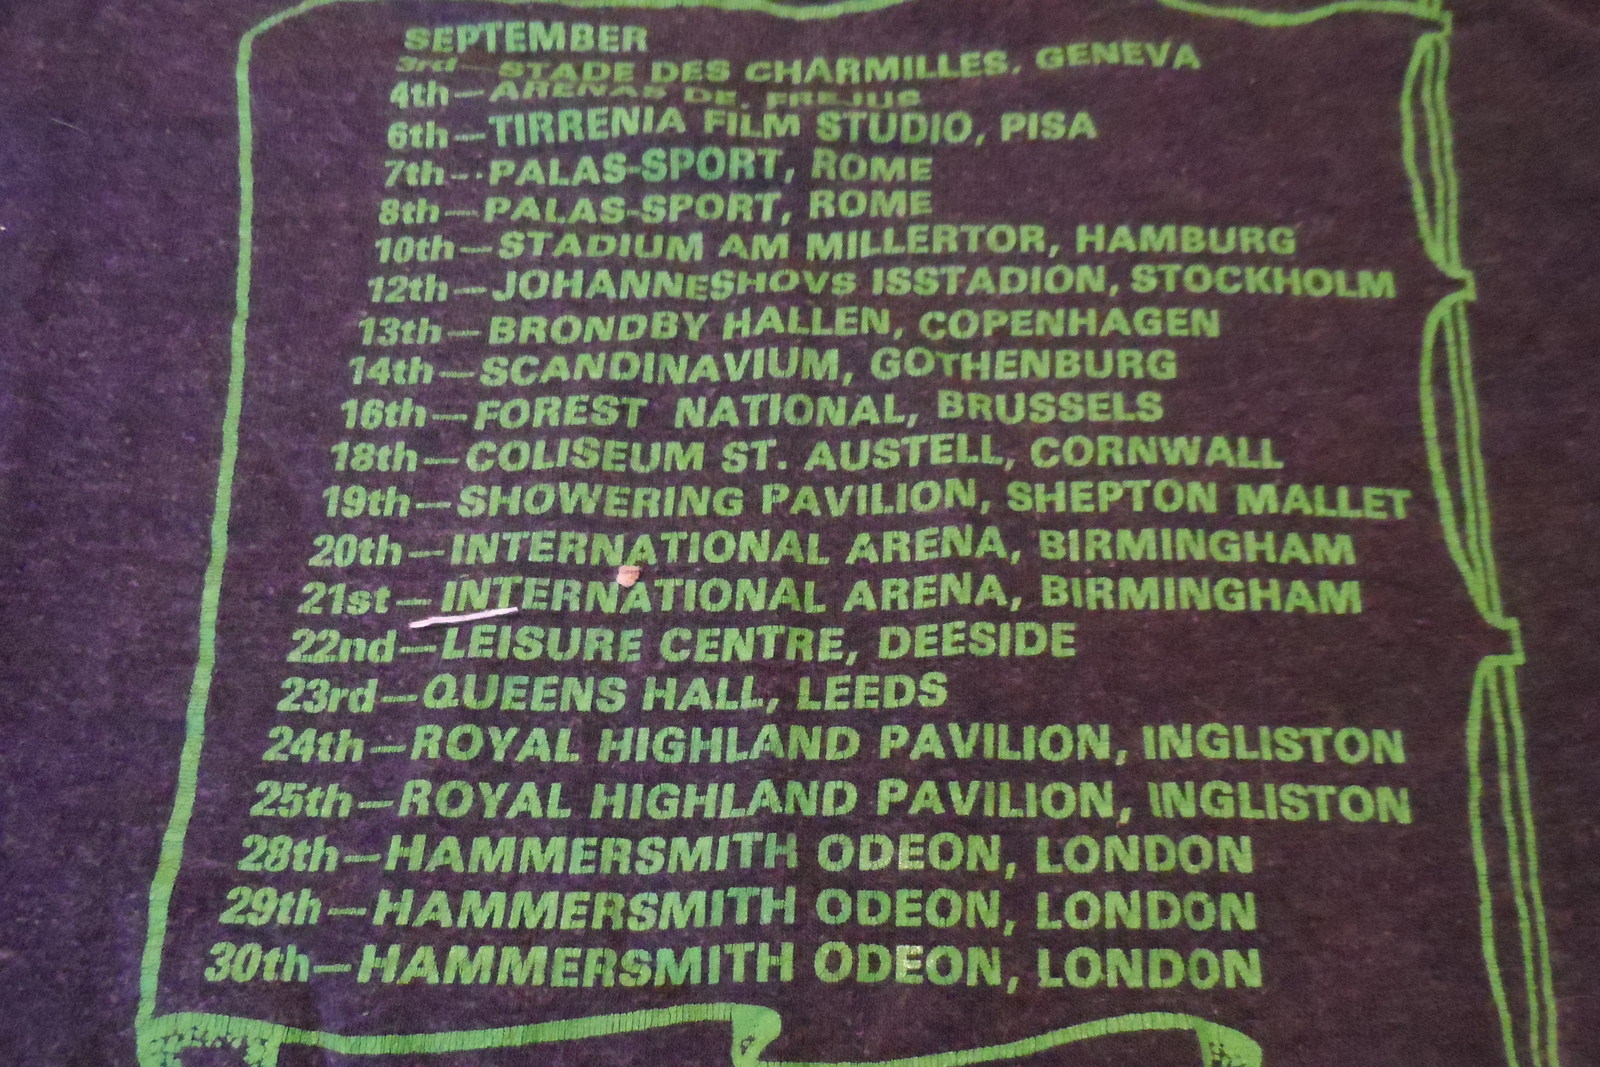 SEPTEMBER
3rd—STADE DES CHARMILLES. GENEVA
4th—ARENAS DE. FREJUS
6th—TIRRENIA FILM STUDIO, PISA
7th—PALAS-SPORT, ROME
8th—PALAS-SPORT, ROME
10th—STADIUM AM MILLERTOR, HAMBURG
12th—JOHANNESHOVS ISSTADION, STOCKHOLM
13th—BRONDBY HALLEN, COPENHAGEN
14th—SCANDINAVIUM, GOTHENBURG
16th—FOREST NATIONAL, BRUSSELS
18th—COLISEUM ST. AUSTELL, CORNWALL
19th—SHOWERING PAVILION, SHEPTON MALLET
20th—INTERNATIONAL ARENA, BIRMINGHAM
21st—INTERNATIONAL ARENA, BIRMINGHAM
22nd—LEISURE CENTRE, DEESIDE
23rd—QUEENS HALL, LEEDS
24th—ROYAL HIGHLAND PAVILION, INGLISTON
25th—ROYAL HIGHLAND PAVILION, INGLISTON
28th—HAMMERSMITH ODEON, LONDON
29th—HAMMERSMITH ODEON, LONDON
30th—HAMMERSMITH ODEON, LONDON